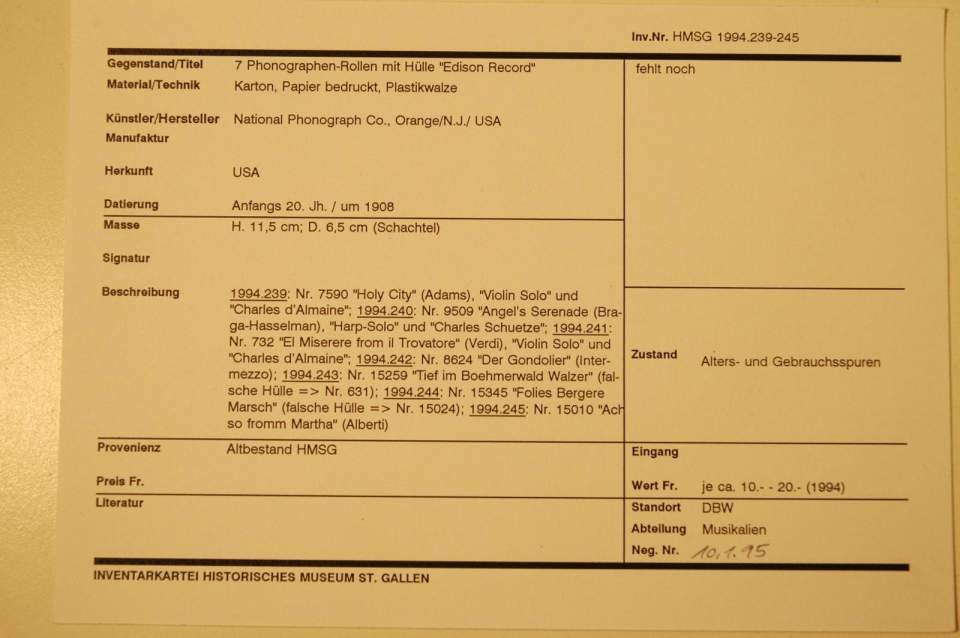 Inv.Nr. HMSG 1994.239-245
Gegenstand/Titel 7 Phonographen-Rollen mit Hülle "Edison Record"
fehlt noch
Material/Technik Karton, Papier bedruckt, Plastikwalze
Künstler/Hersteller National Phonograph Co., Orange/N.J./ USA
Manufaktur
Herkunft USA
Datierung Anfangs 20. Jh. / um 1908
Masse H. 11,5 cm; D. 6,5 cm (Schachtel)
Signatur
Beschreibung 1994.239: Nr. 7590 "Holy City" (Adams), "Violin Solo" und
"Charles d'Almaine"; 1994.240: Nr. 9509 "Angel's Serenade (Bra-
ga-Hasselman), "Harp-Solo" und "Charles Schuetze"; 1994.241:
Nr. 732 "El Miserere from il Trovatore" (Verdi), "Violin Solo" und
"Charles d'Almaine"; 1994.242: Nr. 8624 "Der Gondolier" (Inter-
mezzo); 1994.243: Nr. 15259 "Tief im Boehmerwald Walzer" (fal-
sche Hülle => Nr. 631); 1994.244: Nr. 15345 "Folies Bergere
Marsch" (falsche Hülle => Nr. 15024); 1994.245: Nr. 15010 "Ach
so fromm Martha" (Alberti)
Zustand Alters- und Gebrauchsspuren
Provenienz Altbestand HMSG
Preis Fr.
Literatur
Eingang
Wert Fr. je ca. 10.- - 20.- (1994)
Standort DBW
Abteilung Musikalien
Neg. Nr. 10.1.95
INVENTARKARTEI HISTORISCHES MUSEUM ST. GALLEN